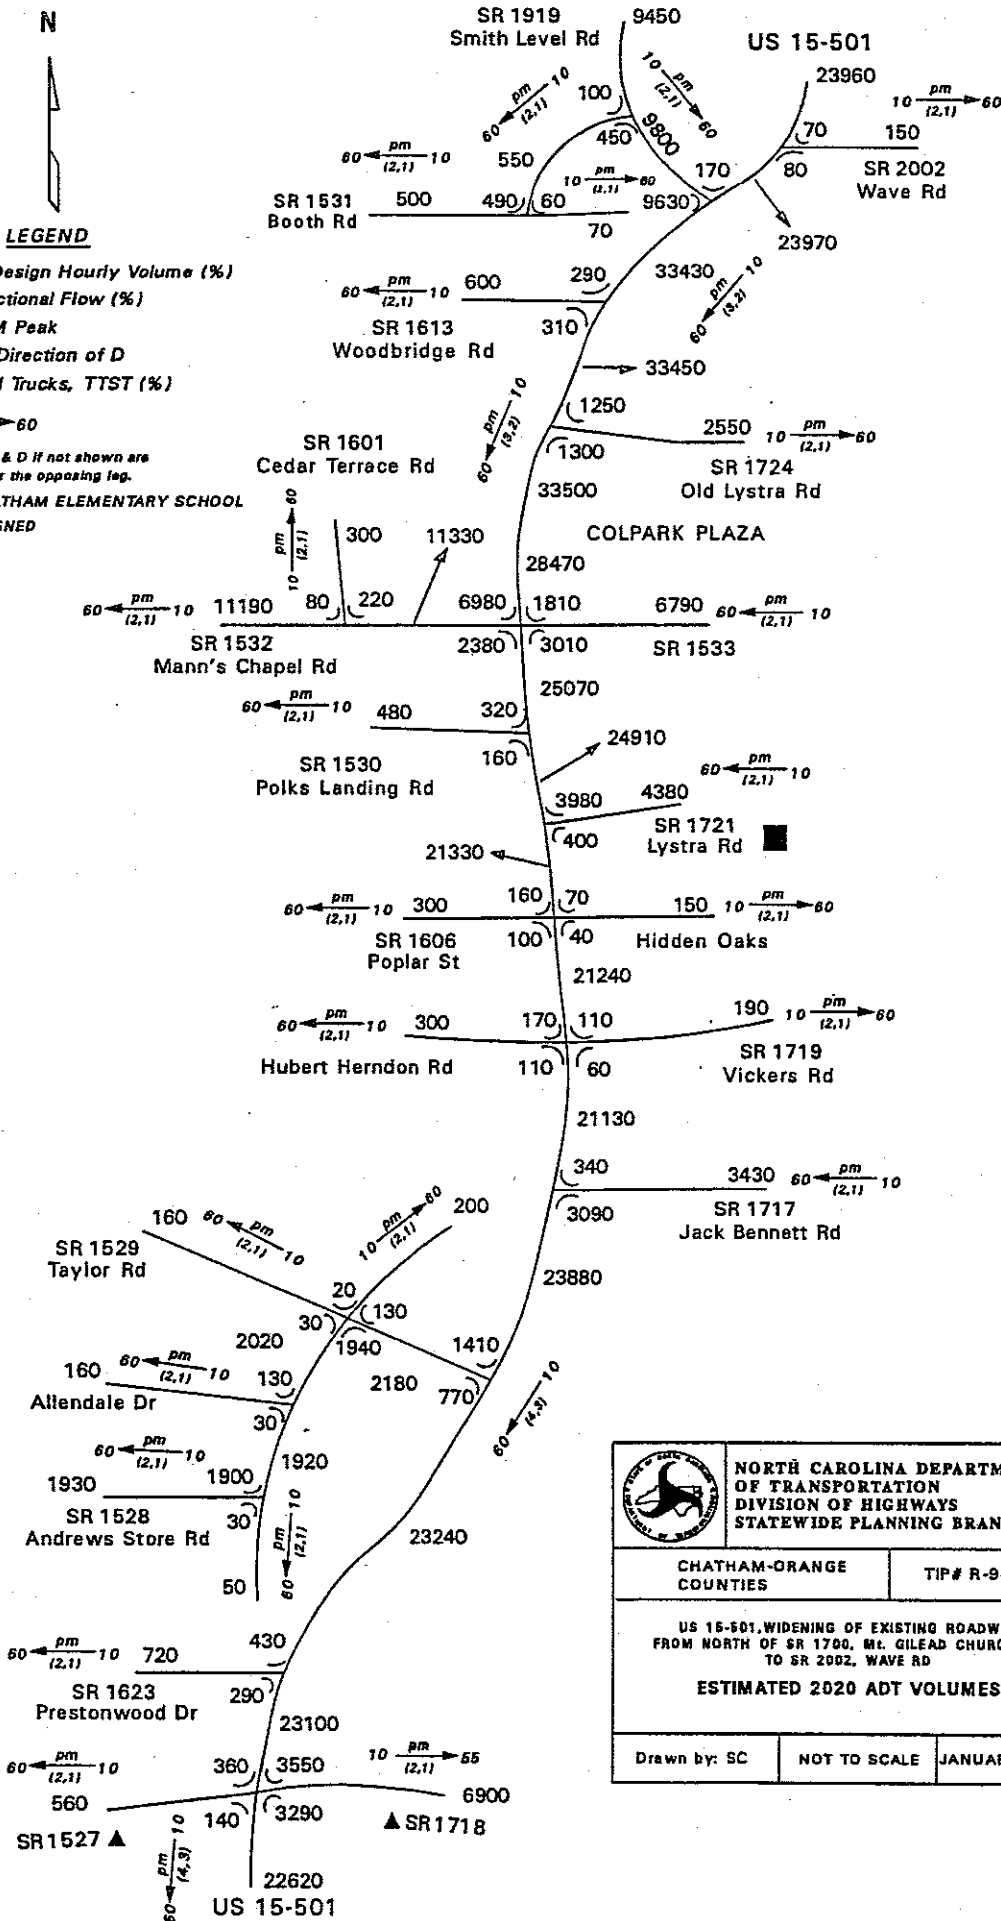 N
SR 1919
Smith Level Rd
9450
US 15-501
23960
10 pm (2,1) 60
10 pm (2,1) 60
60 pm (2,1) 10
100
70
150
80
SR 2002
Wave Rd
450
9800
550
170
60 pm (2,1) 10
10 pm (2,1) 60
SR 1531
Booth Rd
500
490
60
70
9630
23970
LEGEND
Design Hourly Volume (%)
ctional Flow (%)
M Peak
Direction of D
l Trucks, TTST (%)
60
& D if not shown are
r the opposing leg.
THAM ELEMENTARY SCHOOL
GNED
33430
60 pm (3,2) 10
60 pm (2,1) 10
600
290
SR 1613
Woodbridge Rd
310
33450
60 pm (3,2) 10
1250
2550
10 pm (2,1) 60
1300
SR 1724
Old Lystra Rd
33500
SR 1601
Cedar Terrace Rd
10 pm (2,1) 60
300
11330
COLPARK PLAZA
28470
60 pm (2,1) 10
11190
80
220
6980
1810
6790
60 pm (2,1) 10
SR 1532
Mann's Chapel Rd
2380
3010
SR 1533
25070
60 pm (2,1) 10
480
320
SR 1530
Polks Landing Rd
160
24910
60 pm (2,1) 10
3980
4380
400
SR 1721
Lystra Rd
21330
60 pm (2,1) 10
300
160
70
150
10 pm (2,1) 60
SR 1606
Poplar St
100
40
Hidden Oaks
21240
60 pm (2,1) 10
300
170
110
190
10 pm (2,1) 60
Hubert Herndon Rd
110
60
SR 1719
Vickers Rd
21130
340
3430
60 pm (2,1) 10
3090
SR 1717
Jack Bennett Rd
23880
160
60 pm (2,1) 10
10 pm (2,1) 60
200
SR 1529
Taylor Rd
20
30
130
1940
2020
1410
2180
770
60 pm (4,3) 10
160
60 pm (2,1) 10
130
Allendale Dr
30
60 pm (2,1) 10
1920
1930
1900
SR 1528
Andrews Store Rd
30
60 pm (2,1) 10
50
23240
60 pm (2,1) 10
720
430
SR 1623
Prestonwood Dr
290
23100
60 pm (2,1) 10
360
3550
10 pm (2,1) 55
560
6900
SR 1527
140
3290
SR 1718
60 pm (4,3) 10
22620
US 15-501
NORTH CAROLINA DEPARTM
OF TRANSPORTATION
DIVISION OF HIGHWAYS
STATEWIDE PLANNING BRAN
CHATHAM-ORANGE
COUNTIES
TIP# R-9
US 15-501, WIDENING OF EXISTING ROADW
FROM NORTH OF SR 1700, Mt. GILEAD CHURC
TO SR 2002, WAVE RD
ESTIMATED 2020 ADT VOLUMES
Drawn by: SC
NOT TO SCALE
JANUA